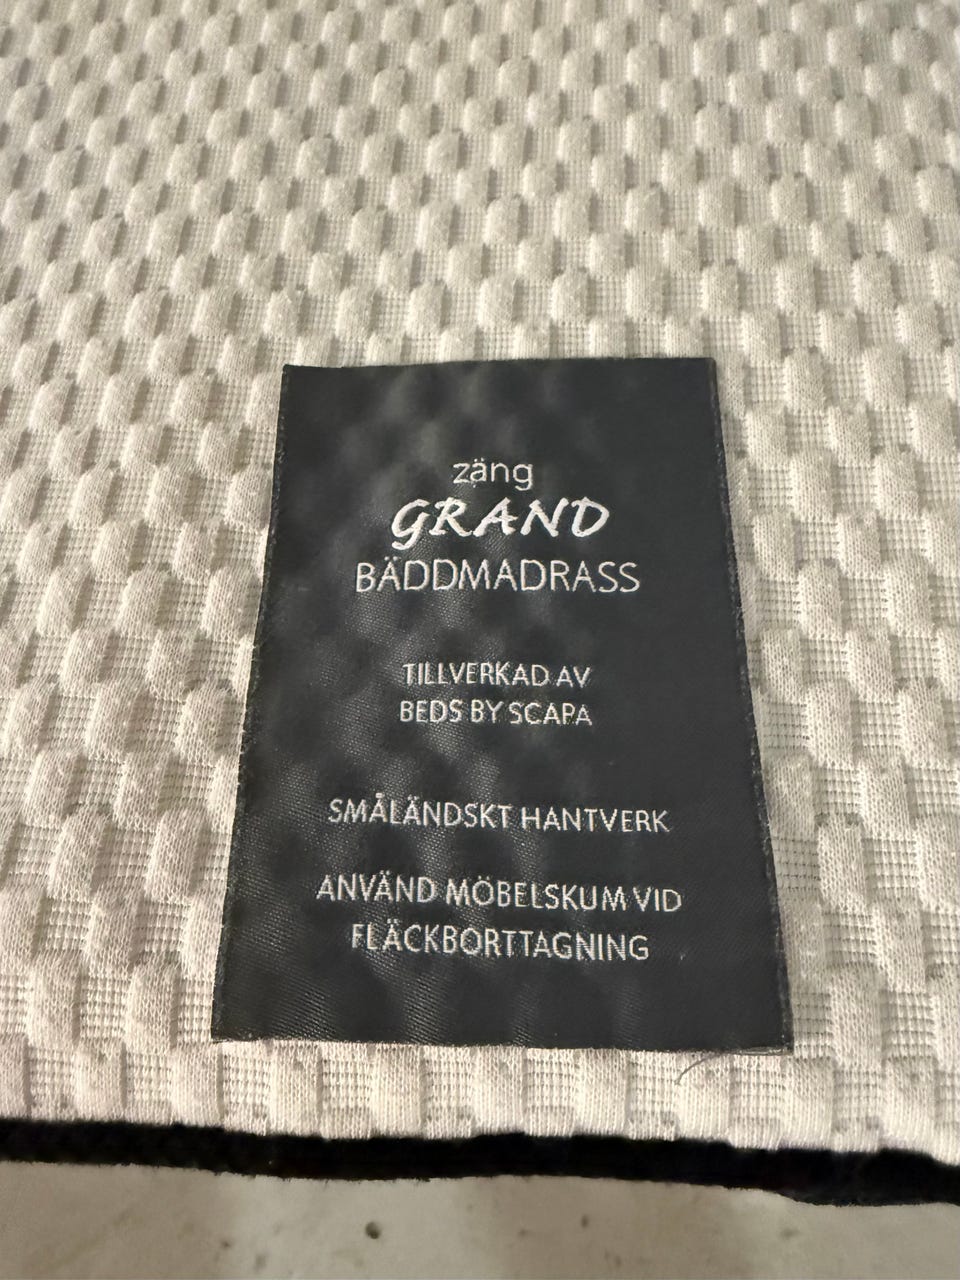 zäng
GRAND
BÄDDMADRASS
TILLVERKAD AV
BEDS BY SCAPA
SMÅLÄNDSKT HANTVERK
ANVÄND MÖBELSKUM VID
FLÄCKBORTTAGNING